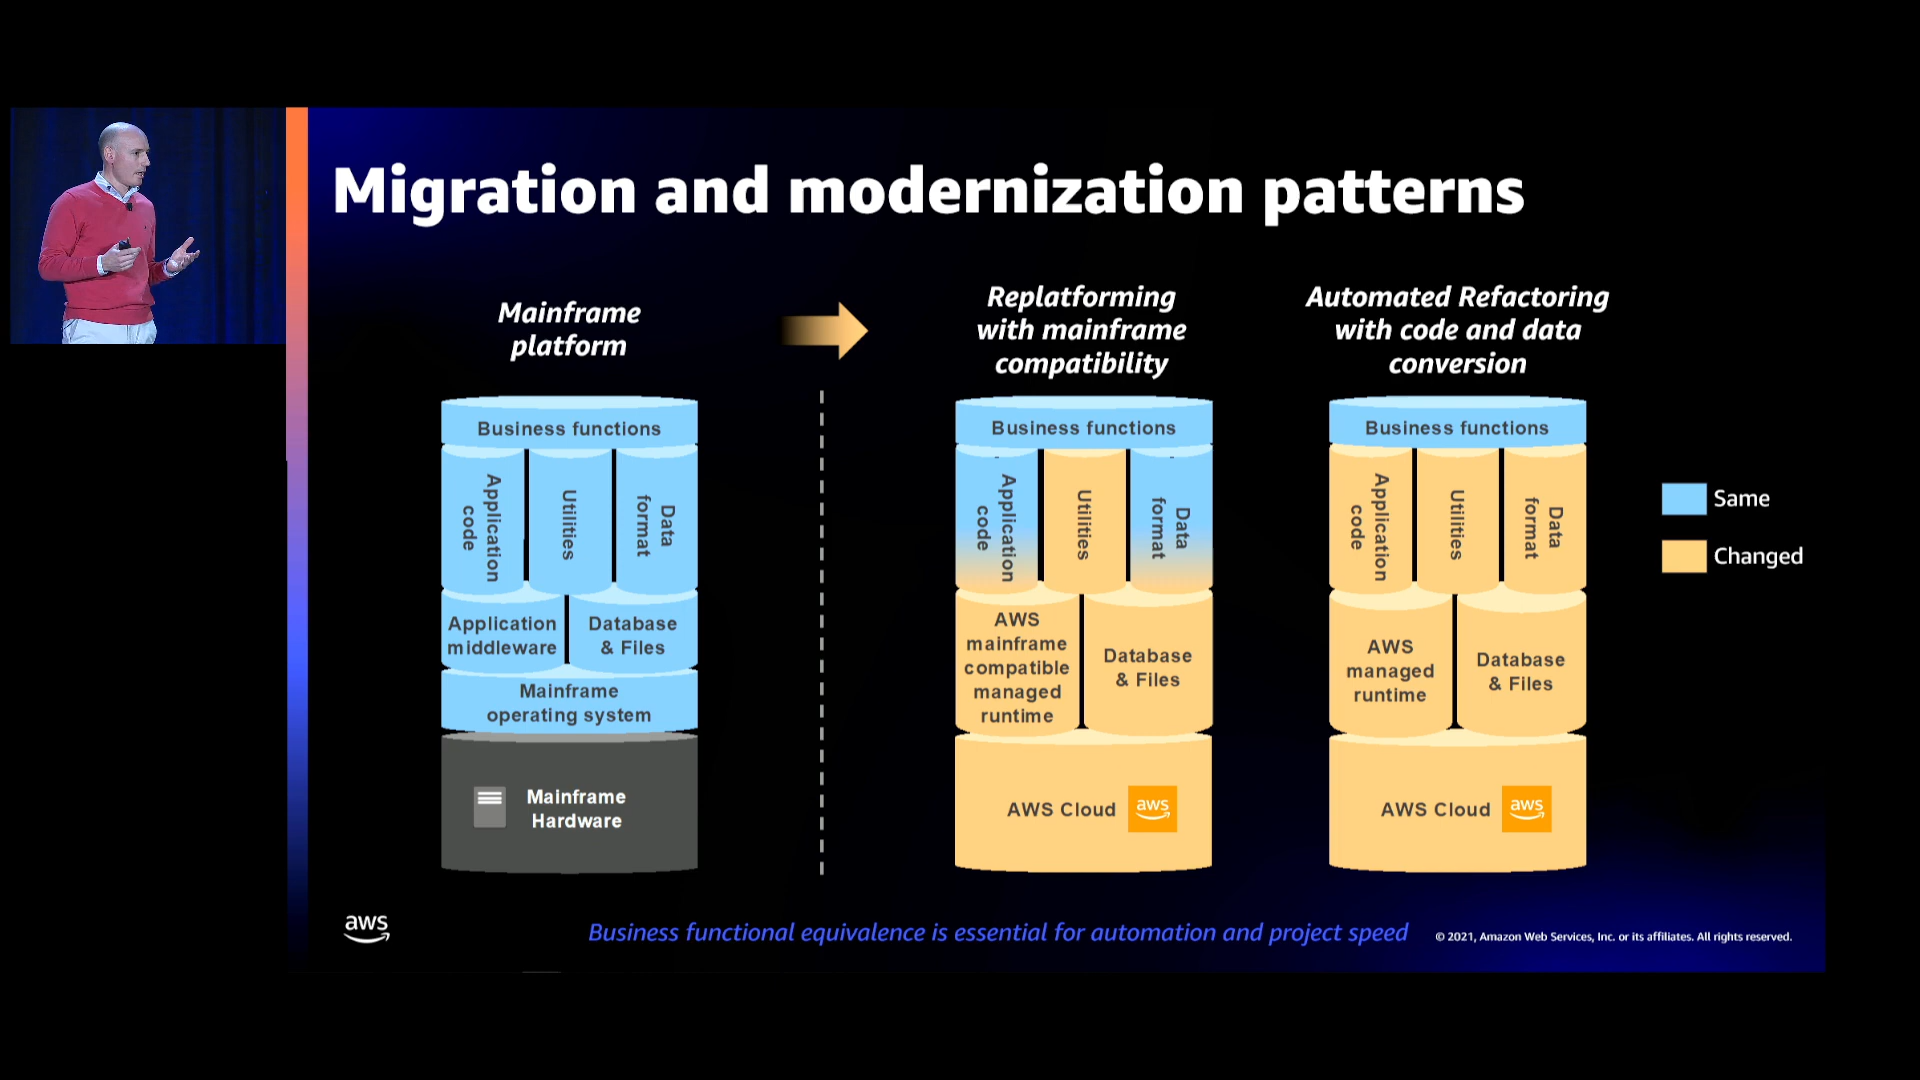 Migration and modernization patterns
Mainframe
platform
Business functions
Application
code
Utilities
Data
format
Application
middleware
Database
& Files
Mainframe
operating system
Mainframe
Hardware
Replatforming
with mainframe
compatibility
Business functions
Application
code
Utilities
Data
format
AWS
mainframe
compatible
managed
runtime
Database
& Files
AWS Cloud
aws
Automated Refactoring
with code and data
conversion
Business functions
Application
code
Utilities
Data
format
AWS
managed
runtime
Database
& Files
AWS Cloud
aws
Same
Changed
aws
Business functional equivalence is essential for automation and project speed
© 2021, Amazon Web Services, Inc. or its affiliates. All rights reserved.